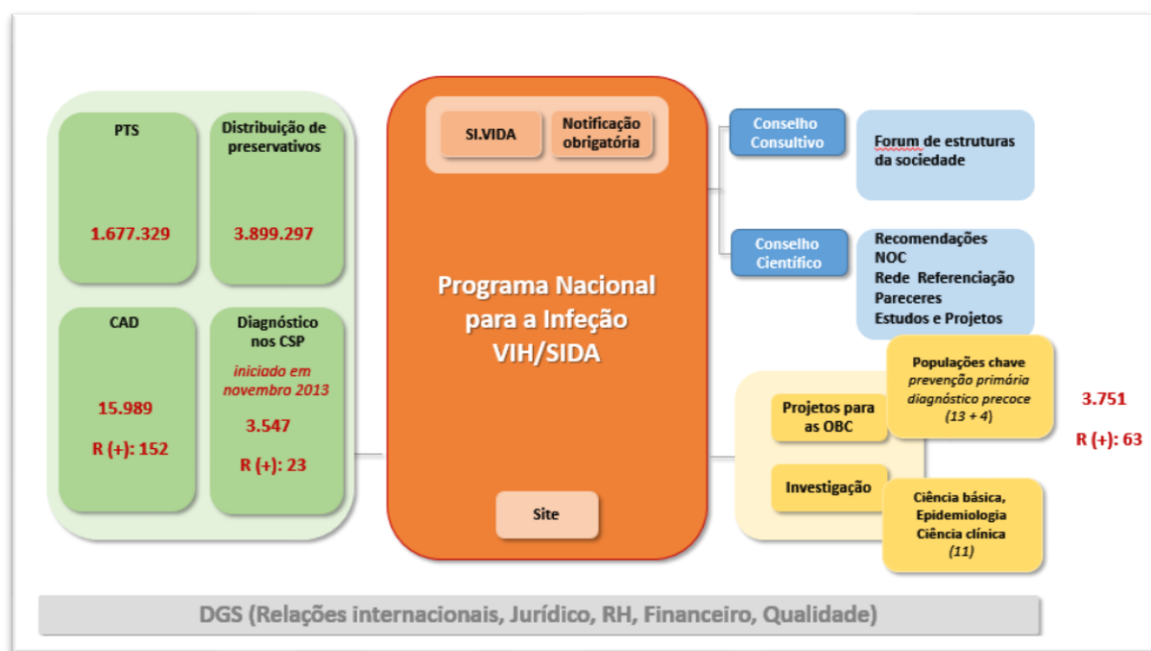 PTS
1.677.329
Distribuição de
preservativos
3.899.297
CAD
15.989
R (+): 152
Diagnóstico
nos CSP
iniciado em
novembro 2013
3.547
R (+): 23
SI.VIDA
Notificação
obrigatória
Programa Nacional
para a Infeção
VIH/SIDA
Site
Conselho
Consultivo
Forum de estruturas
da sociedade
Conselho
Científico
Recomendações
NOC
Rede Referenciação
Pareceres
Estudos e Projetos
Projetos para
as OBC
Populações chave
prevenção primária
diagnóstico precoce
(13 + 4)
3.751
R (+): 63
Investigação
Ciência básica,
Epidemiologia
Ciência clínica
(11)
DGS (Relações internacionais, Jurídico, RH, Financeiro, Qualidade)